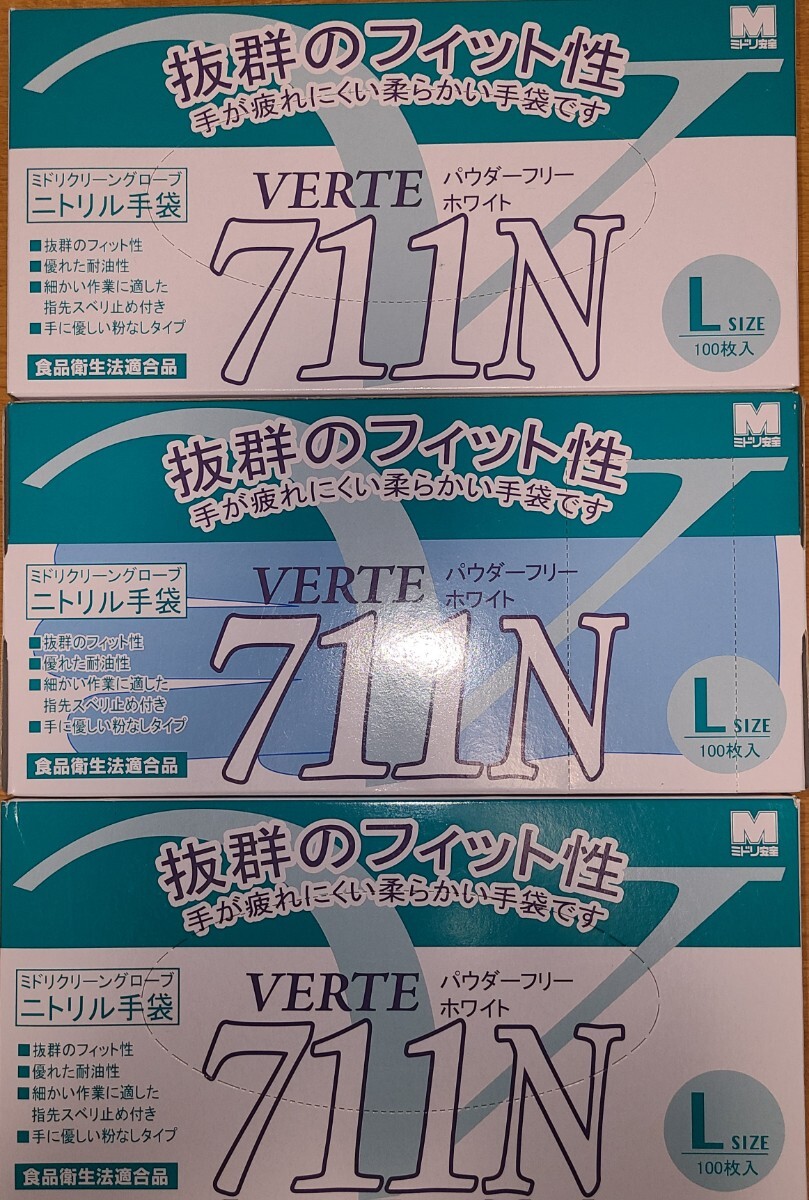 抜群のフィット性
手が疲れにくい柔らかい手袋です
M
ミドリ安全
ミドリクリーングローブ
ニトリル手袋
■抜群のフィット性
■優れた耐油性
■細かい作業に適した
指先スベリ止め付き
■手に優しい粉なしタイプ
食品衛生法適合品
VERTE
パウダーフリー
ホワイト
711N
L SIZE
100枚入
抜群のフィット性
手が疲れにくい柔らかい手袋です
M
ミドリ安全
ミドリクリーングローブ
ニトリル手袋
■抜群のフィット性
■優れた耐油性
■細かい作業に適した
指先スベリ止め付き
■手に優しい粉なしタイプ
食品衛生法適合品
VERTE
パウダーフリー
ホワイト
711N
L SIZE
100枚入
抜群のフィット性
手が疲れにくい柔らかい手袋です
M
ミドリ安全
ミドリクリーングローブ
ニトリル手袋
■抜群のフィット性
■優れた耐油性
■細かい作業に適した
指先スベリ止め付き
■手に優しい粉なしタイプ
食品衛生法適合品
VERTE
パウダーフリー
ホワイト
711N
L SIZE
100枚入